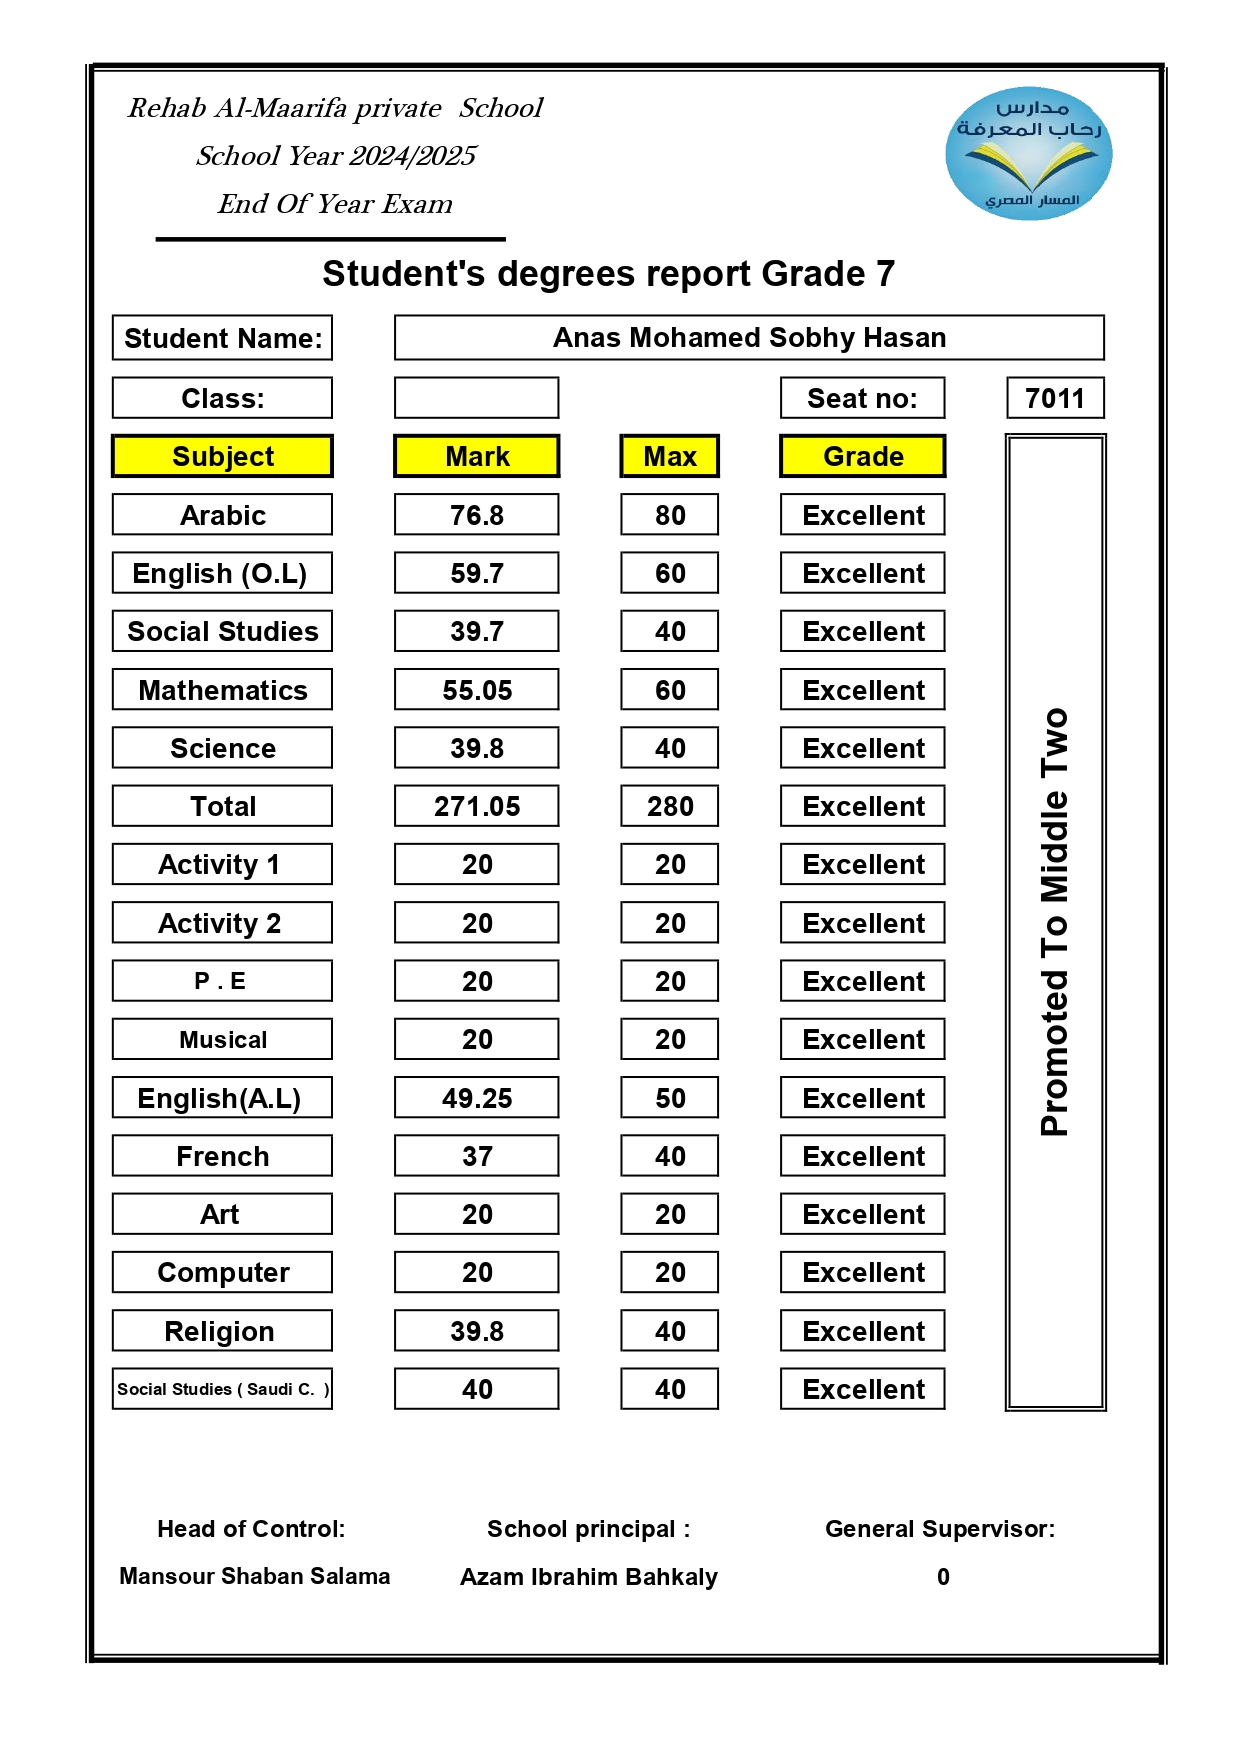 Rehab Al-Maarifa private School
School Year 2024/2025
End Of Year Exam
مدارس
رحاب المعرفة
المسار المصري
Student's degrees report Grade 7
Student Name: Anas Mohamed Sobhy Hasan
Class: Seat no: 7011
Subject Mark Max Grade
Arabic 76.8 80 Excellent
English (O.L) 59.7 60 Excellent
Social Studies 39.7 40 Excellent
Mathematics 55.05 60 Excellent
Science 39.8 40 Excellent
Total 271.05 280 Excellent
Activity 1 20 20 Excellent
Activity 2 20 20 Excellent
P . E 20 20 Excellent
Musical 20 20 Excellent
English(A.L) 49.25 50 Excellent
French 37 40 Excellent
Art 20 20 Excellent
Computer 20 20 Excellent
Religion 39.8 40 Excellent
Social Studies ( Saudi C. ) 40 40 Excellent
Promoted To Middle Two
Head of Control: School principal : General Supervisor:
Mansour Shaban Salama Azam Ibrahim Bahkaly 0